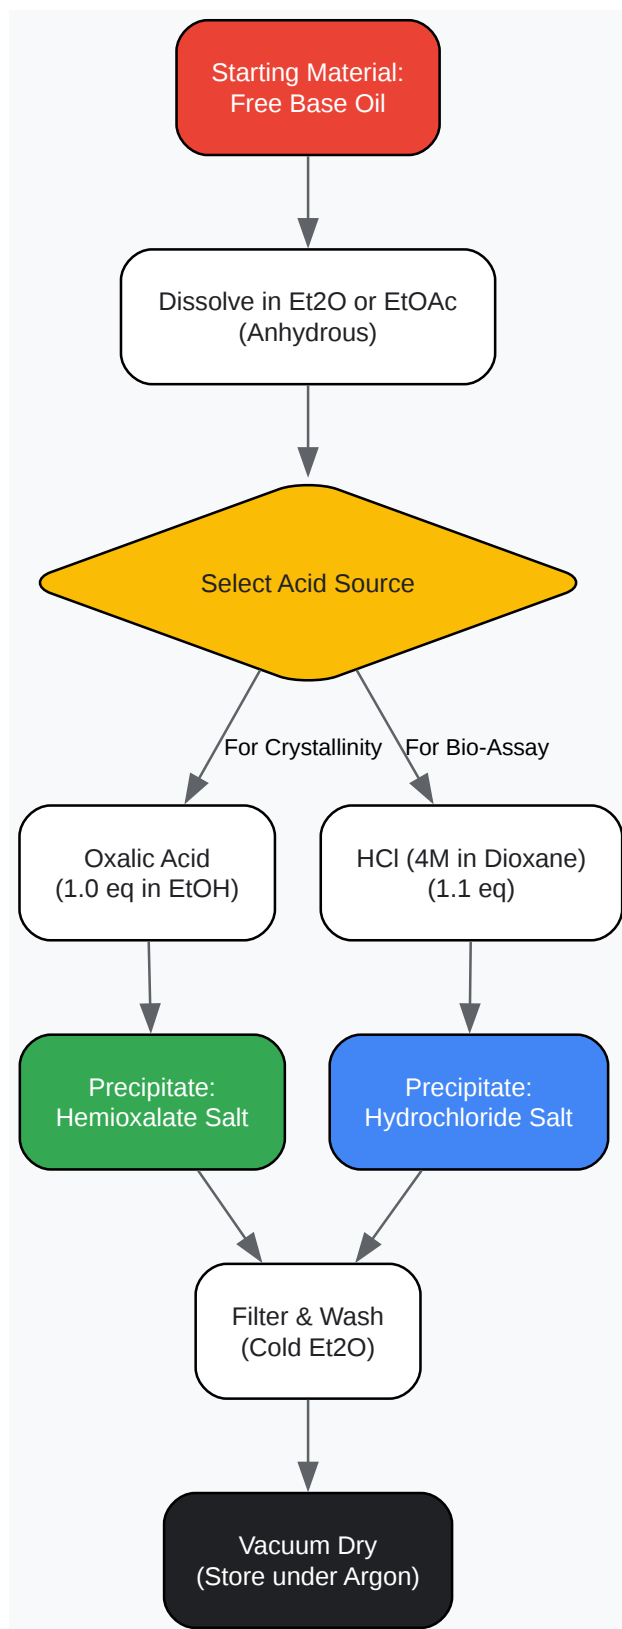 Starting Material:
Free Base Oil
Dissolve in Et2O or EtOAc
(Anhydrous)
Select Acid Source
For Crystallinity
For Bio-Assay
Oxalic Acid
(1.0 eq in EtOH)
HCl (4M in Dioxane)
(1.1 eq)
Precipitate:
Hemioxalate Salt
Precipitate:
Hydrochloride Salt
Filter & Wash
(Cold Et2O)
Vacuum Dry
(Store under Argon)